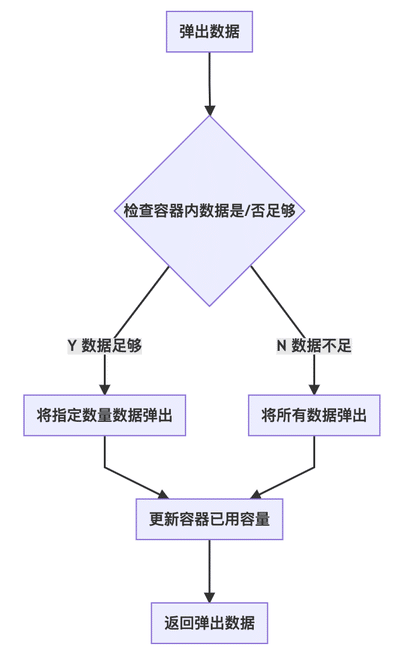 弹出数据
检查容器内数据是/否足够
Y 数据足够
N 数据不足
将指定数量数据弹出
将所有数据弹出
更新容器已用容量
返回弹出数据